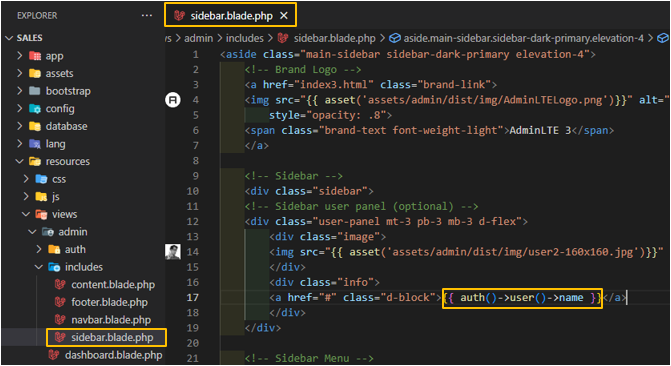 EXPLORER
SALES
app
assets
bootstrap
config
database
lang
resources
css
js
views
admin
auth
includes
content.blade.php
footer.blade.php
navbar.blade.php
sidebar.blade.php
dashboard.blade.php
sidebar.blade.php
admin > includes > sidebar.blade.php > aside.main-sidebar.sidebar-dark-primary.elevation-4
1 <aside class="main-sidebar sidebar-dark-primary elevation-4">
2 <!-- Brand Logo -->
3 <a href="index3.html" class="brand-link">
4 <img src="{{ asset('assets/admin/dist/img/AdminLTELogo.png')}}" alt="
5 style="opacity: .8">
6 <span class="brand-text font-weight-light">AdminLTE 3</span>
7 </a>
8
9 <!-- Sidebar -->
10 <div class="sidebar">
11 <!-- Sidebar user panel (optional) -->
12 <div class="user-panel mt-3 pb-3 mb-3 d-flex">
13 <div class="image">
14 <img src="{{ asset('assets/admin/dist/img/user2-160x160.jpg')}}"
15 </div>
16 <div class="info">
17 <a href="#" class="d-block">{{ auth()->user()->name }}</a>
18 </div>
19 </div>
20
21 <!-- Sidebar Menu -->